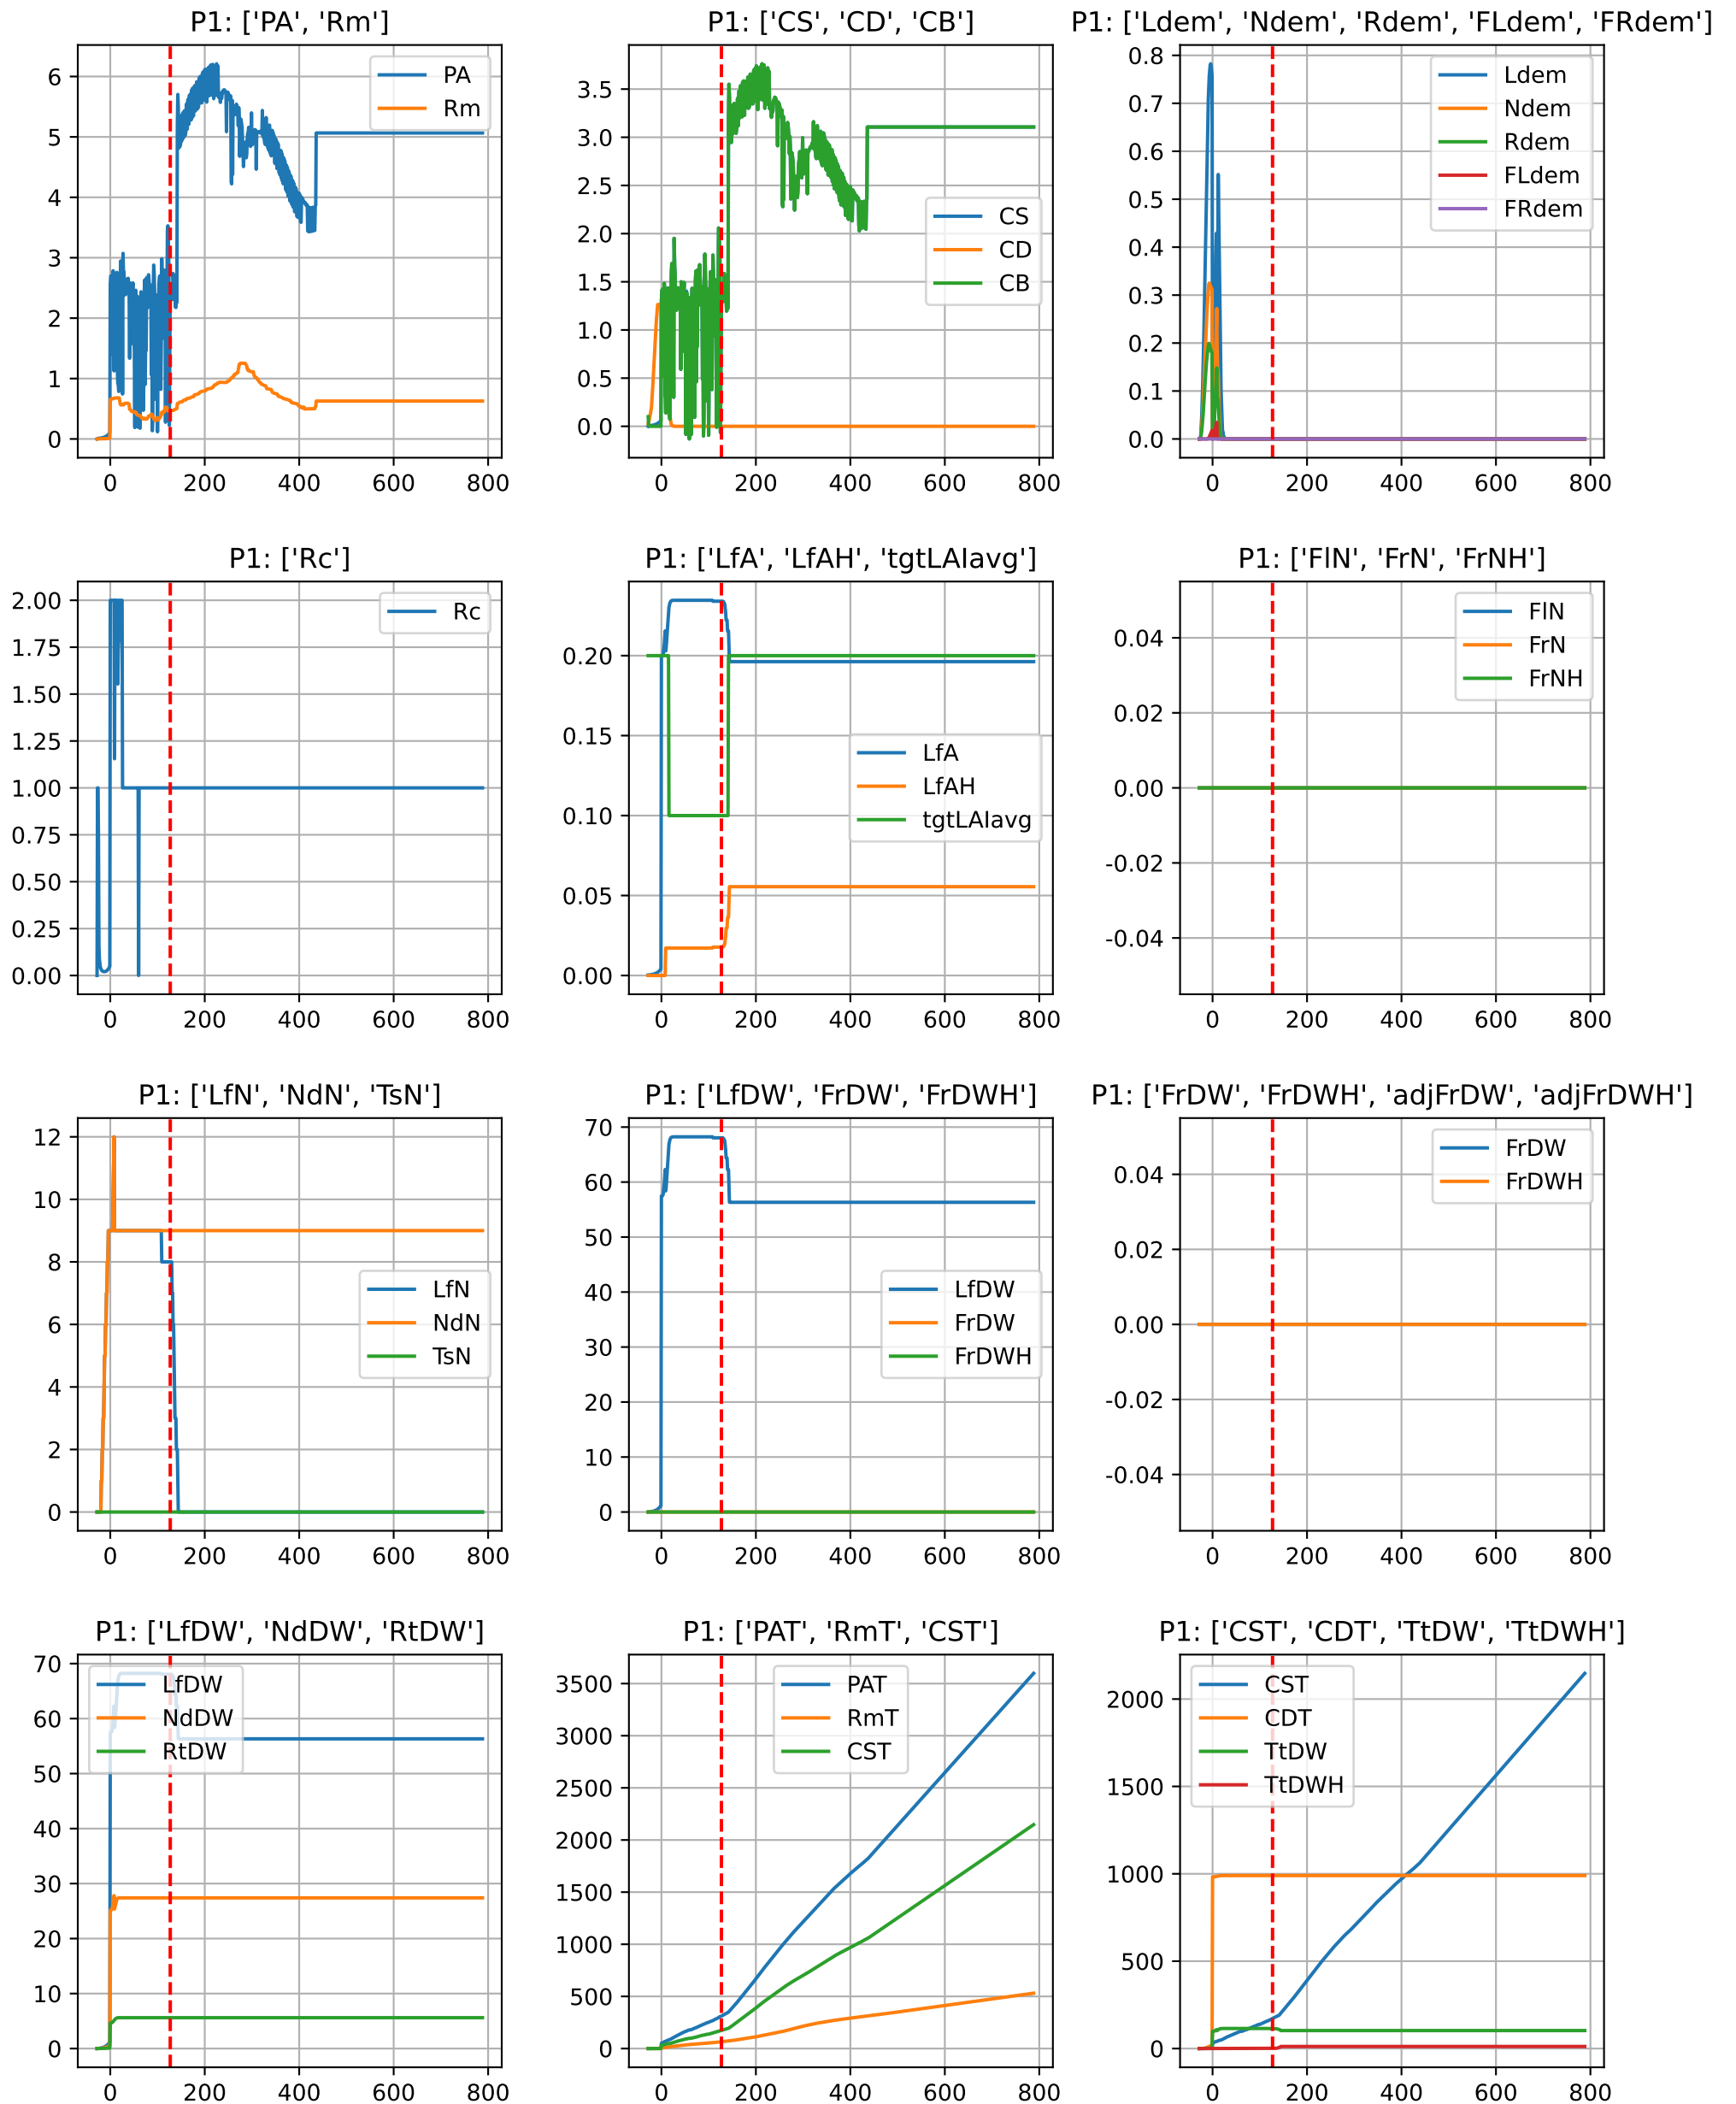 P1: ['PA', 'Rm']
6
5
4
3
2
1
0
PA
Rm
0 200 400 600 800
P1: ['CS', 'CD', 'CB']
3.5
3.0
2.5
2.0
1.5
1.0
0.5
0.0
CS
CD
CB
0 200 400 600 800
P1: ['Ldem', 'Ndem', 'Rdem', 'FLdem', 'FRdem']
0.8
0.7
0.6
0.5
0.4
0.3
0.2
0.1
0.0
Ldem
Ndem
Rdem
FLdem
FRdem
0 200 400 600 800
P1: ['Rc']
2.00
1.75
1.50
1.25
1.00
0.75
0.50
0.25
0.00
Rc
0 200 400 600 800
P1: ['LfA', 'LfAH', 'tgtLAIavg']
0.20
0.15
0.10
0.05
0.00
LfA
LfAH
tgtLAIavg
0 200 400 600 800
P1: ['FlN', 'FrN', 'FrNH']
0.04
0.02
0.00
-0.02
-0.04
FlN
FrN
FrNH
0 200 400 600 800
P1: ['LfN', 'NdN', 'TsN']
12
10
8
6
4
2
0
LfN
NdN
TsN
0 200 400 600 800
P1: ['LfDW', 'FrDW', 'FrDWH']
70
60
50
40
30
20
10
0
LfDW
FrDW
FrDWH
0 200 400 600 800
P1: ['FrDW', 'FrDWH', 'adjFrDW', 'adjFrDWH']
0.04
0.02
0.00
-0.02
-0.04
FrDW
FrDWH
0 200 400 600 800
P1: ['LfDW', 'NdDW', 'RtDW']
70
60
50
40
30
20
10
0
LfDW
NdDW
RtDW
0 200 400 600 800
P1: ['PAT', 'RmT', 'CST']
3500
3000
2500
2000
1500
1000
500
0
PAT
RmT
CST
0 200 400 600 800
P1: ['CST', 'CDT', 'TtDW', 'TtDWH']
2000
1500
1000
500
0
CST
CDT
TtDW
TtDWH
0 200 400 600 800